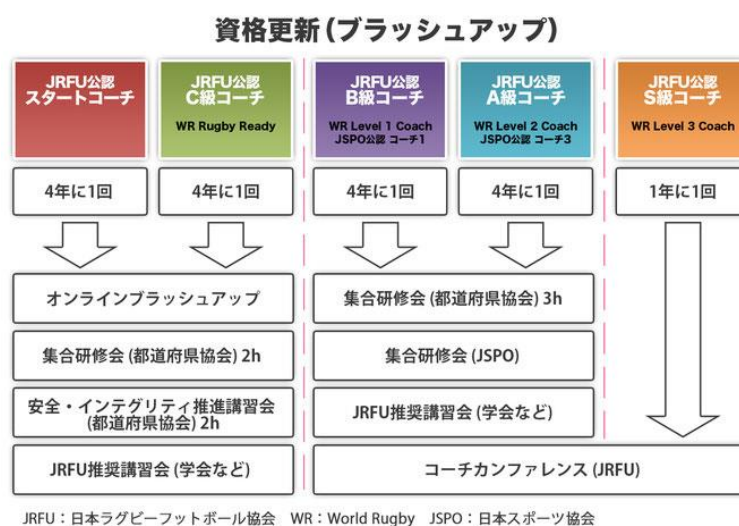 資格更新(ブラッシュアップ)
JRFU公認
スタートコーチ
JRFU公認
C級コーチ
WR Rugby Ready
JRFU公認
B級コーチ
WR Level 1 Coach
JSPO公認 コーチ1
JRFU公認
A級コーチ
WR Level 2 Coach
JSPO公認 コーチ3
JRFU公認
S級コーチ
WR Level 3 Coach
4年に1回
4年に1回
4年に1回
4年に1回
1年に1回
オンラインブラッシュアップ
集合研修会(都道府県協会) 2h
安全・インテグリティ推進講習会
(都道府県協会) 2h
JRFU推奨講習会(学会など)
集合研修会(都道府県協会) 3h
集合研修会(JSPO)
JRFU推奨講習会(学会など)
コーチカンファレンス(JRFU)
JRFU:日本ラグビーフットボール協会 WR:World Rugby JSPO:日本スポーツ協会